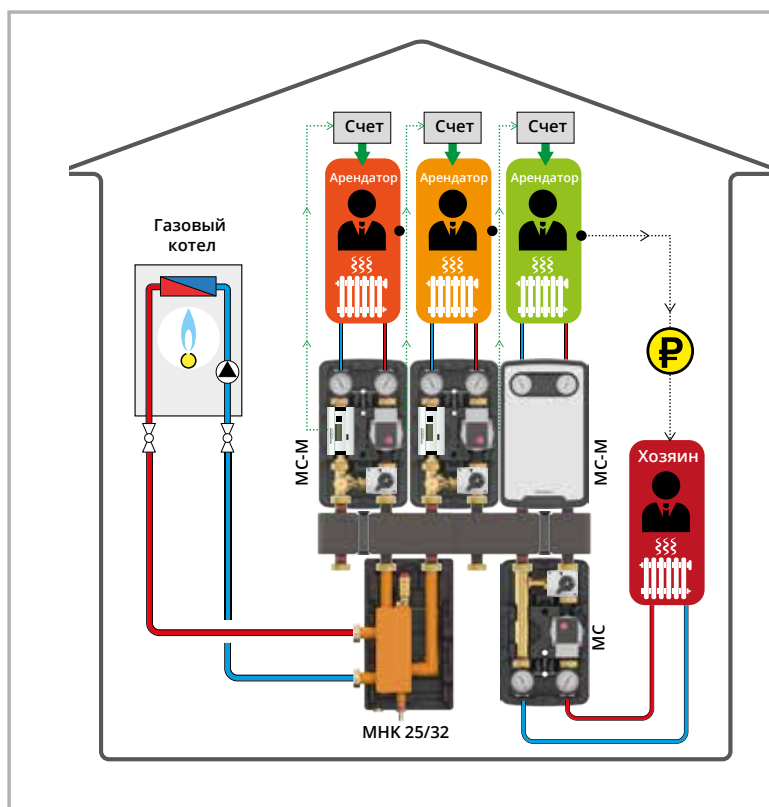 Счет
Счет
Счет
Арендатор
Арендатор
Арендатор
Газовый
котел
₽
МС-М
МС-М
Хозяин
МС
МНК 25/32